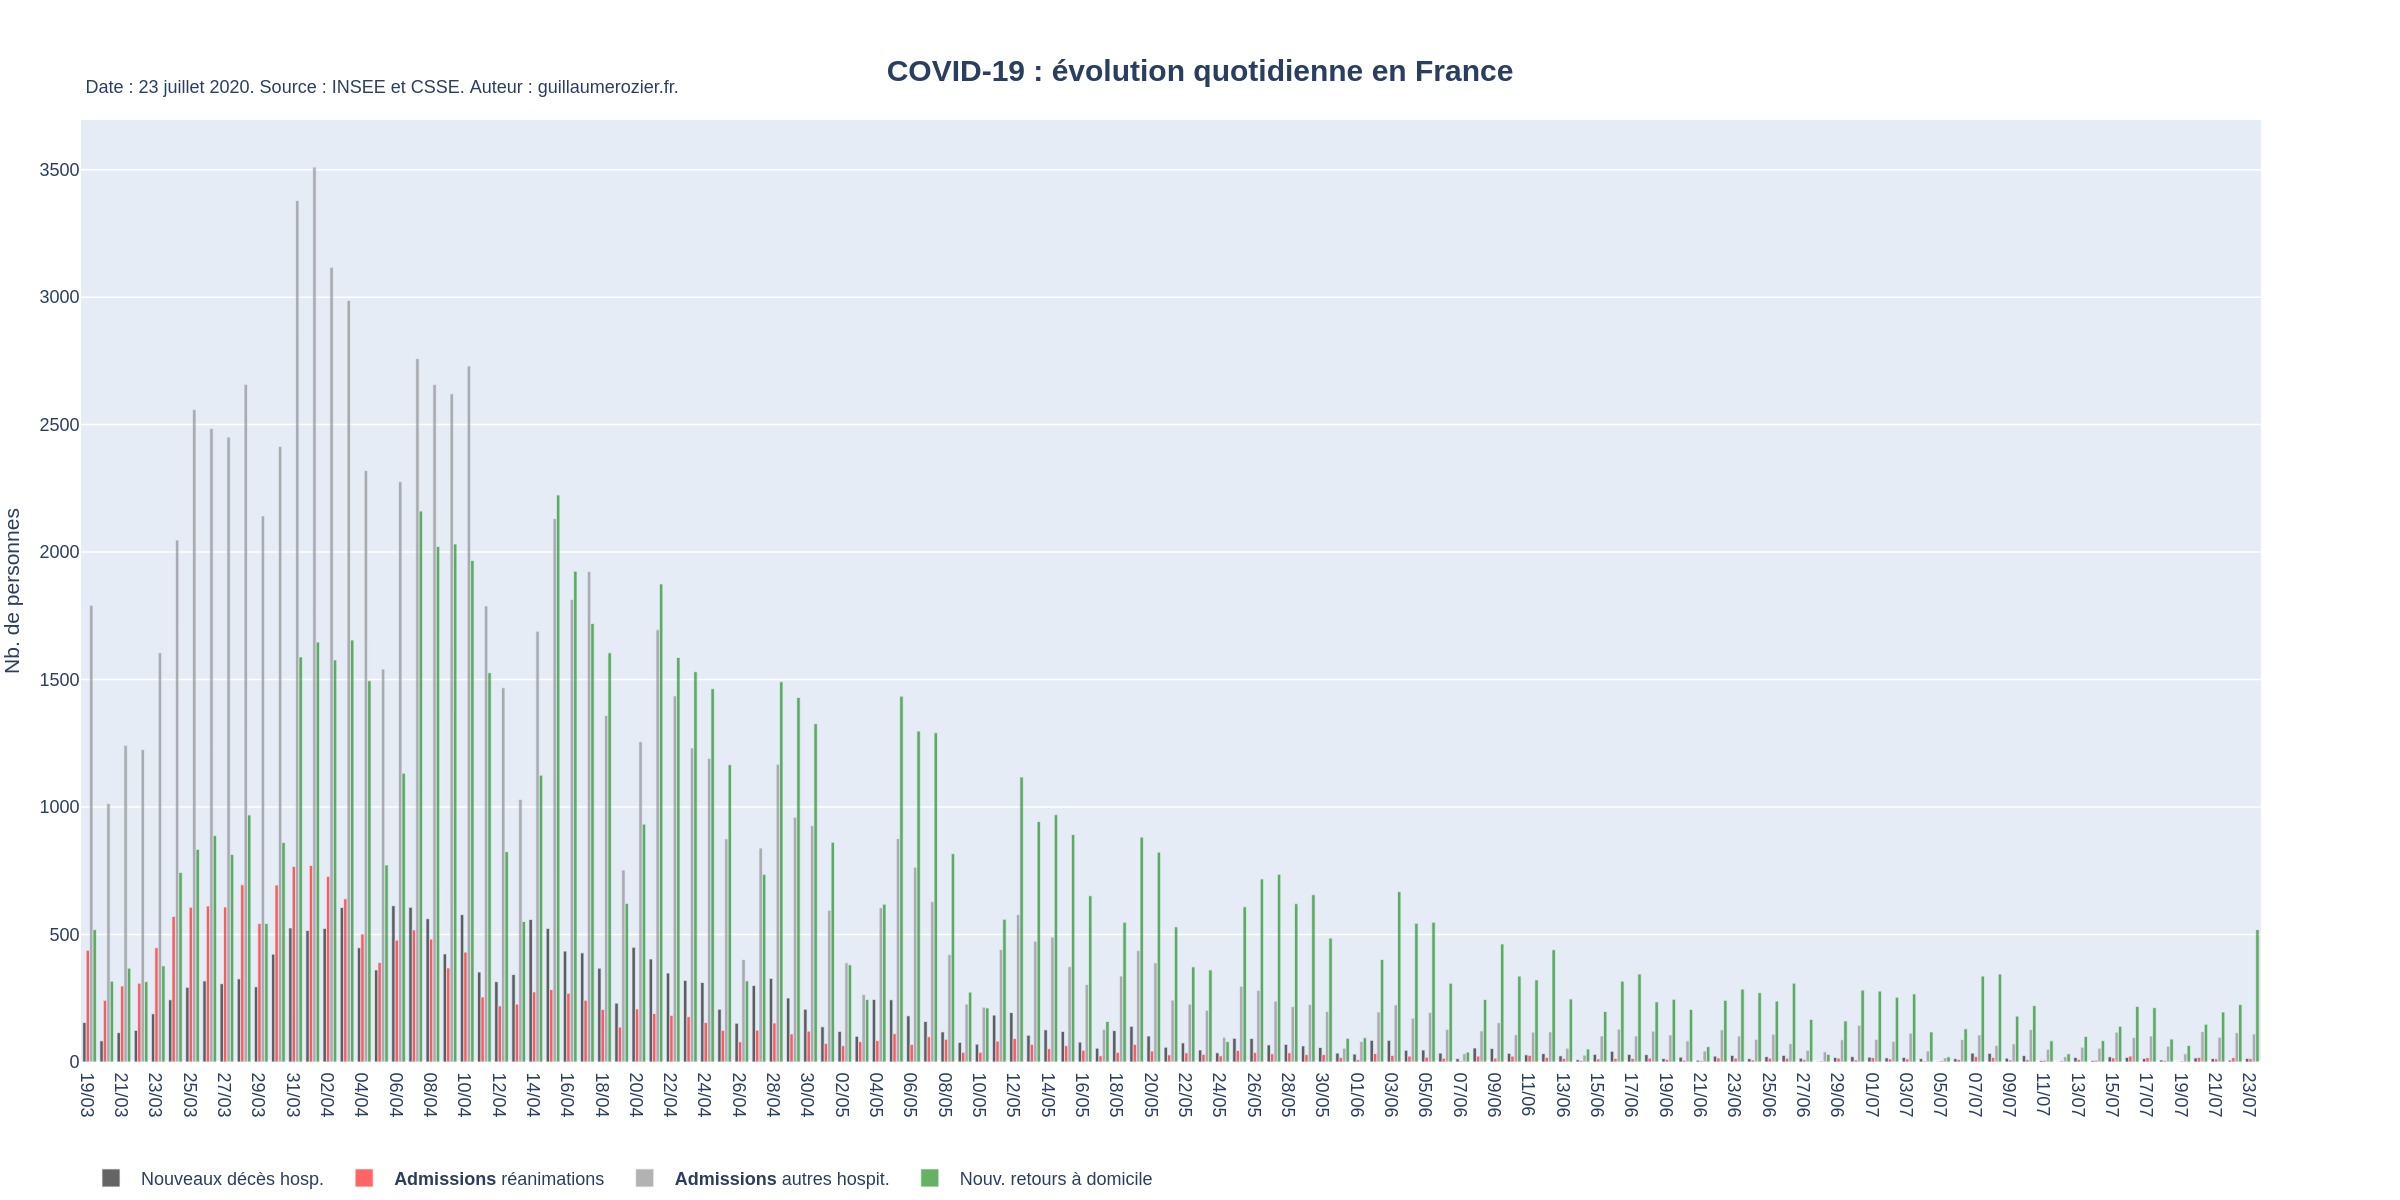 COVID-19 : évolution quotidienne en France
Date : 23 juillet 2020. Source : INSEE et CSSE. Auteur : guillaumerozier.fr.
Nb. de personnes
3500
3000
2500
2000
1500
1000
500
0
19/03 21/03 23/03 25/03 27/03 29/03 31/03 02/04 04/04 06/04 08/04 10/04 12/04 14/04 16/04 18/04 20/04 22/04 24/04 26/04 28/04 30/04 02/05 04/05 06/05 08/05 10/05 12/05 14/05 16/05 18/05 20/05 22/05 24/05 26/05 28/05 30/05 01/06 03/06 05/06 07/06 09/06 11/06 13/06 15/06 17/06 19/06 21/06 23/06 25/06 27/06 29/06 01/07 03/07 05/07 07/07 09/07 11/07 13/07 15/07 17/07 19/07 21/07 23/07
Nouveaux décès hosp. Admissions réanimations Admissions autres hospit. Nouv. retours à domicile